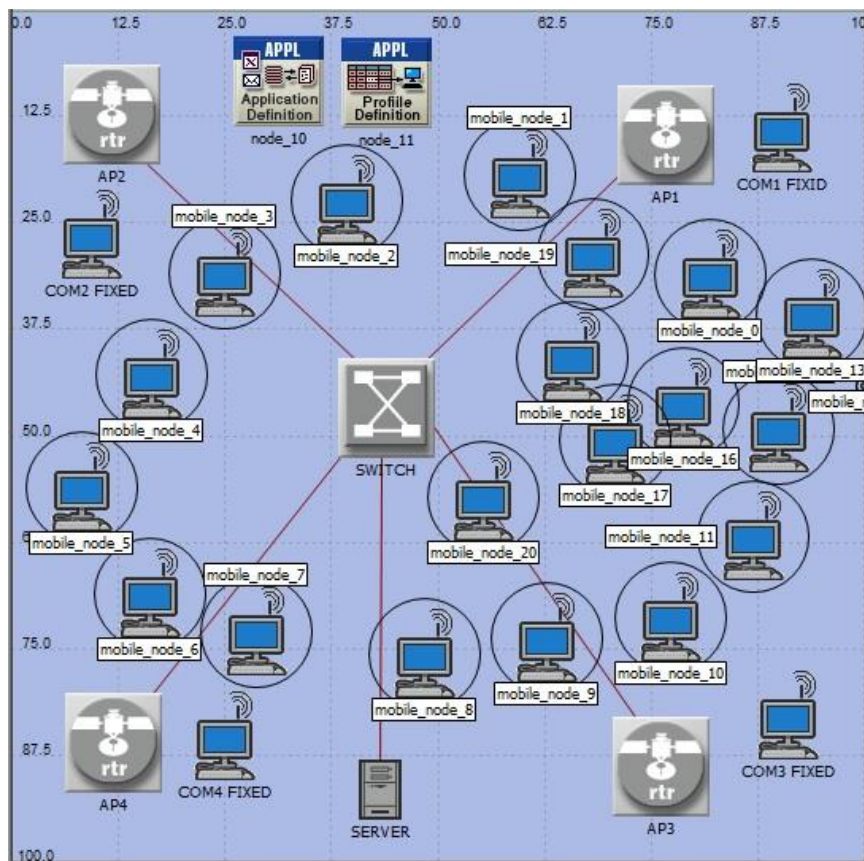 0.0
12.5
25.0
37.5
50.0
62.5
75.0
87.5
APPL
Application
Definition
node_10
APPL
Profiile
Definition
node_11
12.5
rtr
AP2
mobile_node_1
rtr
AP1
COM1 FIXID
25.0
mobile_node_3
mobile_node_2
mobile_node_19
COM2 FIXED
mobile_node_0
37.5
mobile_node_13
mobile_node_4
mobile_node_18
50.0
mobile_node_16
SWITCH
mobile_node_17
mobile_node_5
mobile_node_20
mobile_node_11
mobile_node_7
mobile_node_6
75.0
mobile_node_10
mobile_node_9
mobile_node_8
87.5
rtr
AP4
COM4 FIXED
SERVER
rtr
AP3
COM3 FIXED
100.0